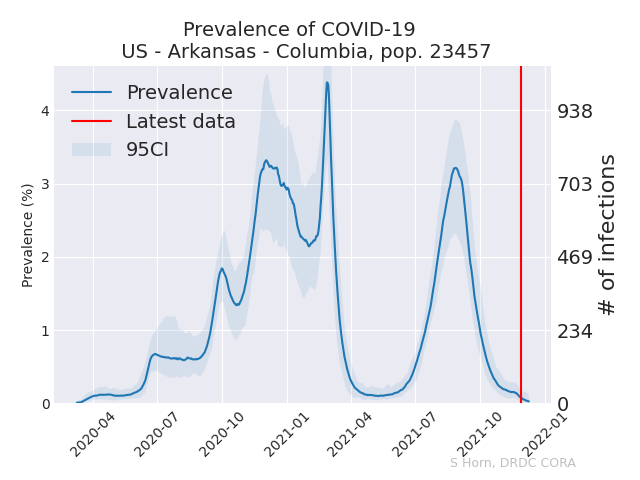 Prevalence of COVID-19
US - Arkansas - Columbia, pop. 23457
Prevalence
Latest data
95CI
Prevalence (%)
4
3
2
1
0
938
703
469
234
0
# of infections
2020-04
2020-07
2020-10
2021-01
2021-04
2021-07
2021-10
2022-01
S Horn, DRDC CORA